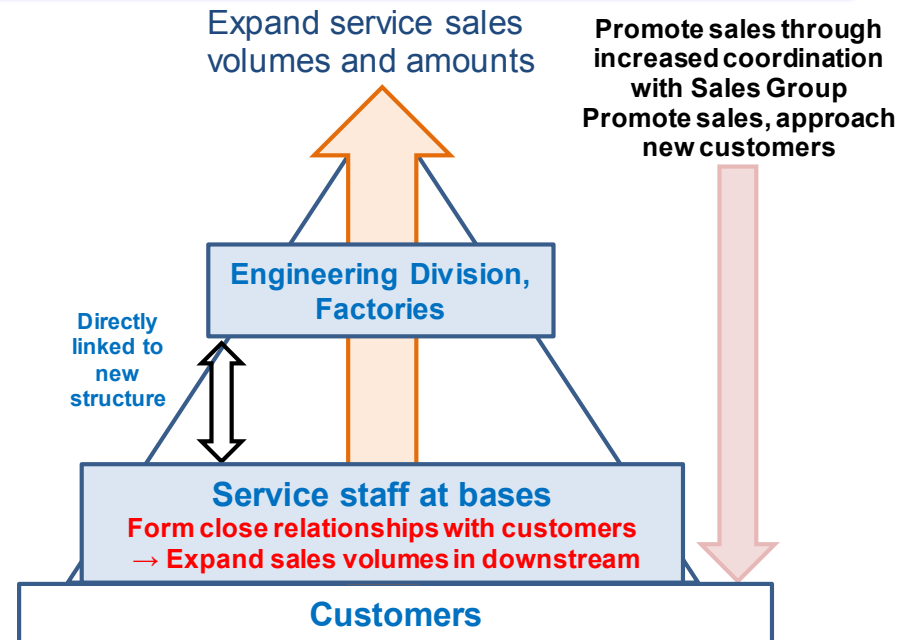 Expand service sales
volumes and amounts
Promote sales through
increased coordination
with Sales Group
Promote sales, approach
new customers
Engineering Division,
Factories
Directly
linked to
new
structure
Service staff at bases
Form close relationships with customers
→ Expand sales volumes in downstream
Customers